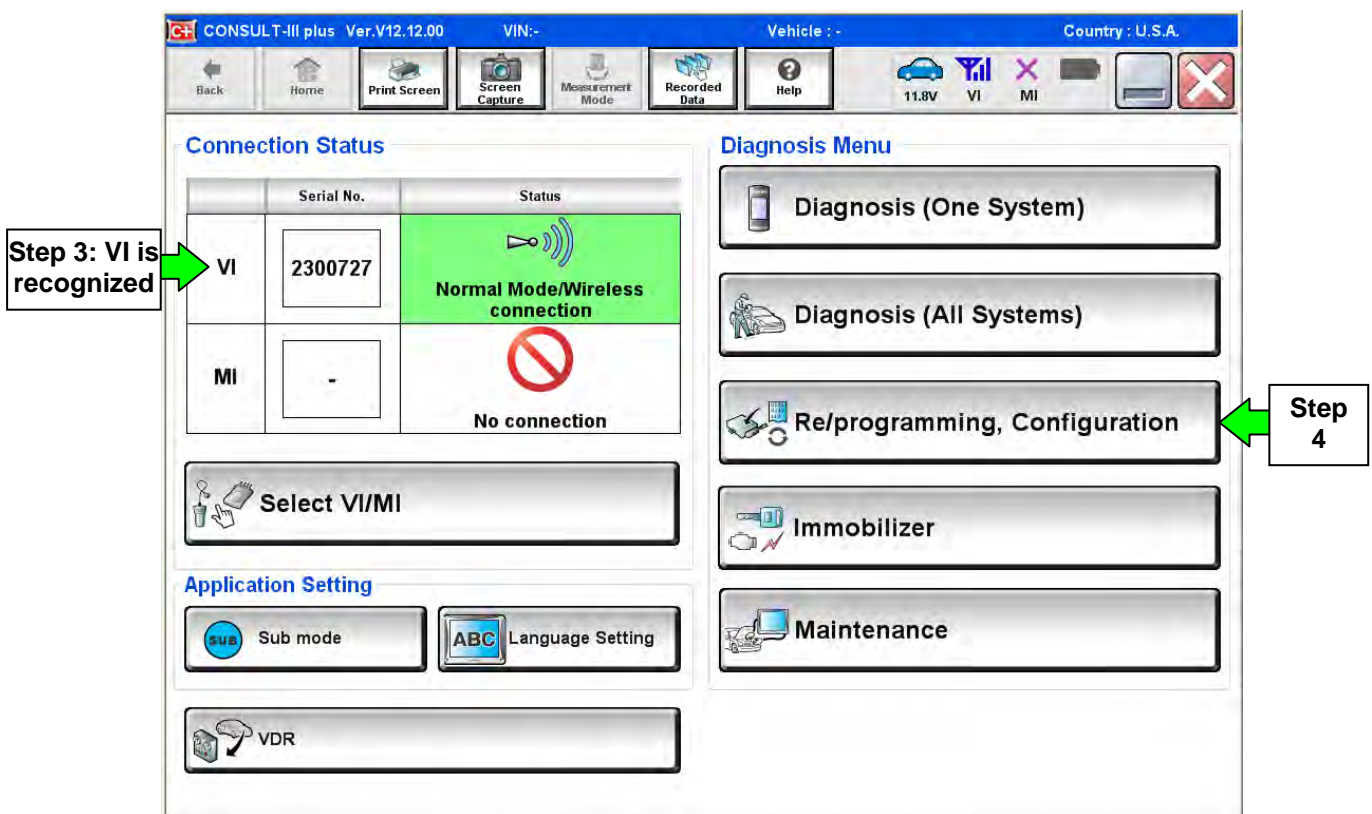 C+ CONSULT-III plus Ver.V12.12.00 VIN:- Vehicle : - Country : U.S.A.
Back
Home
Print Screen
Screen
Capture
Measurement
Mode
Recorded
Data
Help
11.8V
VI
MI
Connection Status
Serial No. Status
Step 3: VI is
recognized
VI
2300727
Normal Mode/Wireless
connection
MI
-
No connection
Select VI/MI
Application Setting
SUB Sub mode
ABC Language Setting
VDR
Diagnosis Menu
Diagnosis (One System)
Diagnosis (All Systems)
Re/programming, Configuration
Step
4
Immobilizer
Maintenance